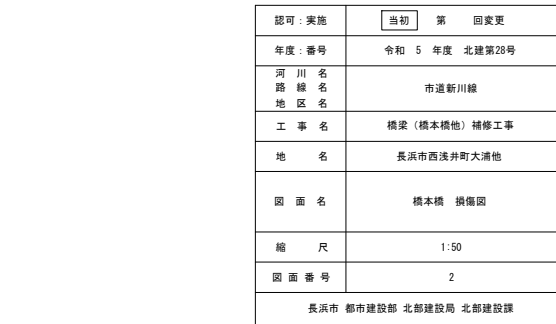 認可：実施 当初 第 回変更
年度：番号 令和 5 年度 北建第28号
河川名
路線名 市道新川線
地区名
工事名 橋梁（橋本橋他）補修工事
地名 長浜市西浅井町大浦他
図面名 橋本橋 損傷図
縮尺 1:50
図面番号 2
長浜市 都市建設部 北部建設局 北部建設課